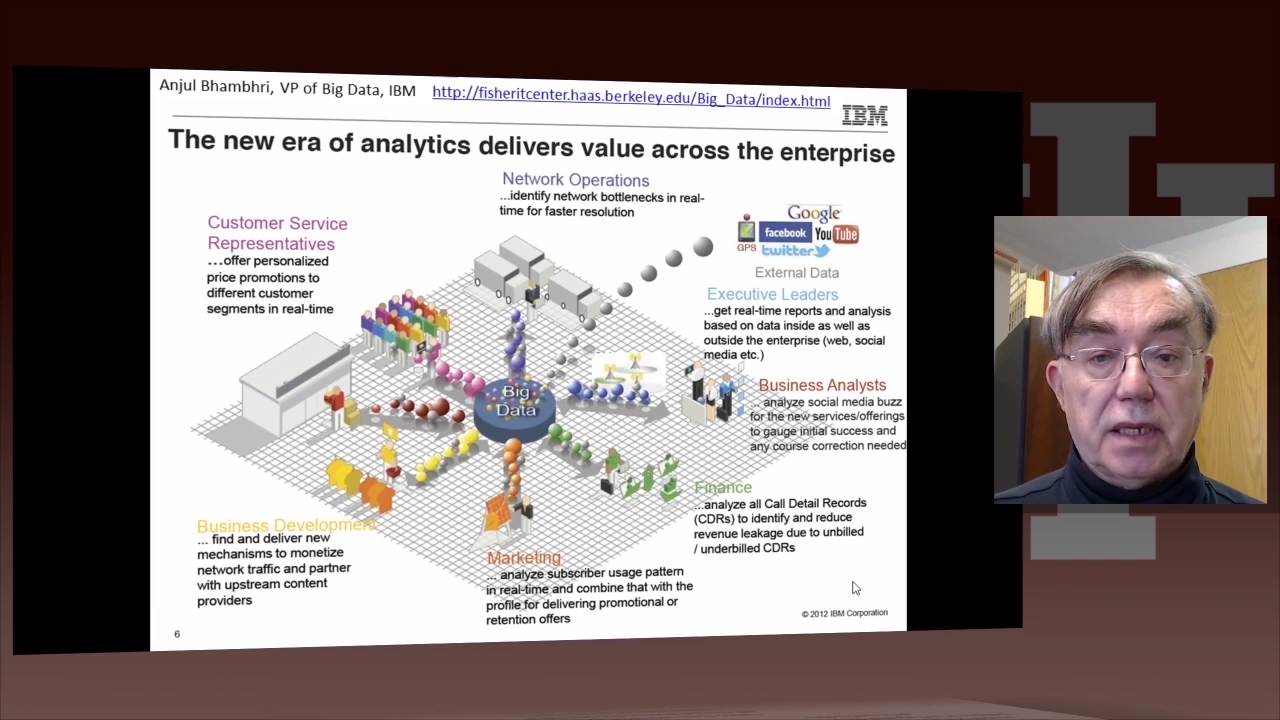 Anjul Bhambhri, VP of Big Data, IBM http://fisheritcenter.haas.berkeley.edu/Big_Data/index.html
IBM
The new era of analytics delivers value across the enterprise
Network Operations
...identify network bottlenecks in real-
time for faster resolution
Customer Service
Representatives
...offer personalized
price promotions to
different customer
segments in real-time
Google
facebook
YouTube
GPS
twitter
External Data
Executive Leaders
...get real-time reports and analysis
based on data inside as well as
outside the enterprise (web, social
media etc.)
Big
Data
Business Analysts
... analyze social media buzz
for the new services/offerings
to gauge initial success and
any course correction needed
Finance
...analyze all Call Detail Records
(CDRs) to identify and reduce
revenue leakage due to unbilled
/ underbilled CDRs
Business Development
... find and deliver new
mechanisms to monetize
network traffic and partner
with upstream content
providers
Marketing
... analyze subscriber usage pattern
in real-time and combine that with the
profile for delivering promotional or
retention offers
© 2012 IBM Corporation
6